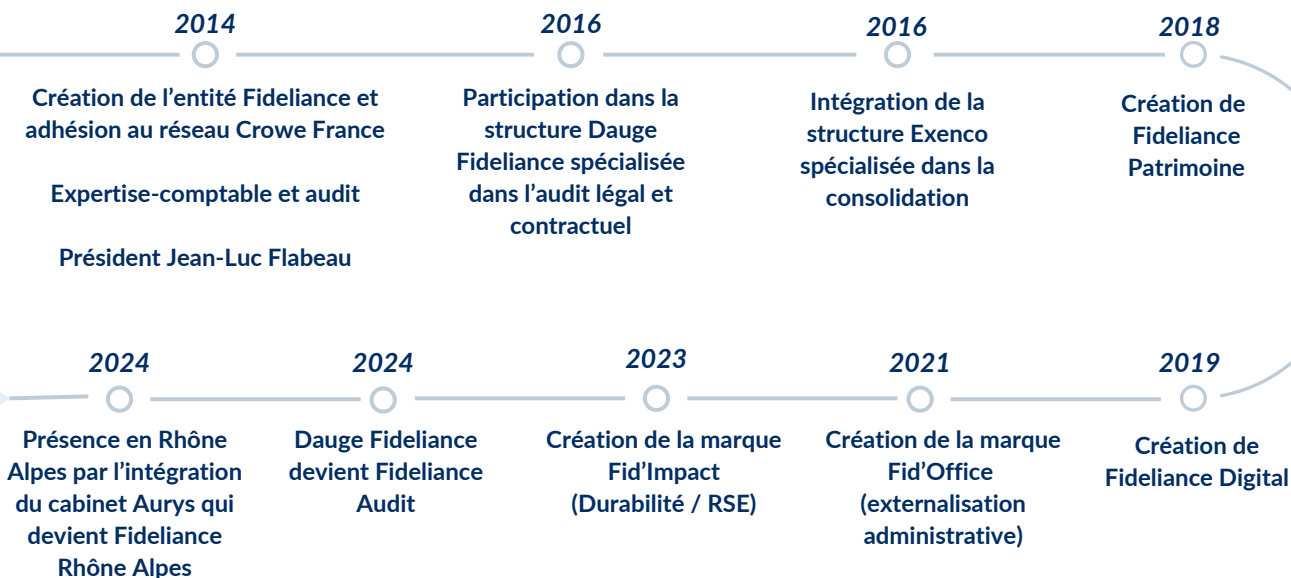 2014
Création de l'entité Fideliance et
adhésion au réseau Crowe France
Expertise-comptable et audit
Président Jean-Luc Flabeau
2016
Participation dans la
structure Dauge
Fideliance spécialisée
dans l'audit légal et
contractuel
2016
Intégration de la
structure Exenco
spécialisée dans la
consolidation
2018
Création de
Fideliance
Patrimoine
2019
Création de
Fideliance Digital
2021
Création de la marque
Fid'Office
(externalisation
administrative)
2023
Création de la marque
Fid'Impact
(Durabilité / RSE)
2024
Dauge Fideliance
devient Fideliance
Audit
2024
Présence en Rhône
Alpes par l'intégration
du cabinet Aurys qui
devient Fideliance
Rhône Alpes